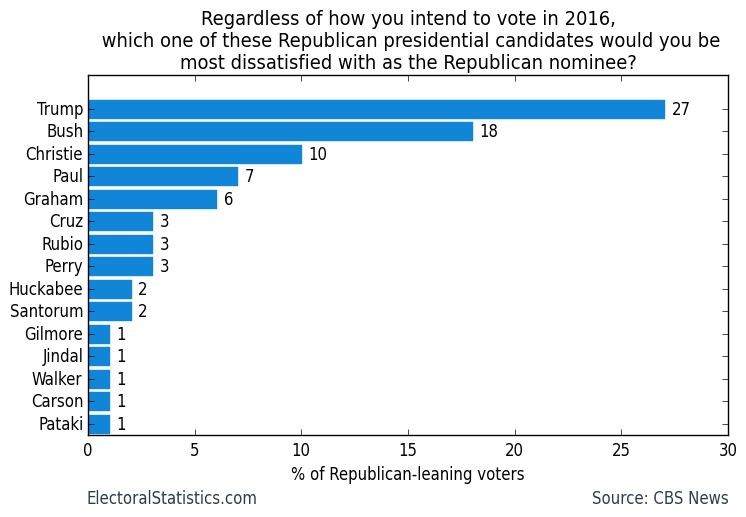 Regardless of how you intend to vote in 2016,
which one of these Republican presidential candidates would you be
most dissatisfied with as the Republican nominee?
Trump 27
Bush 18
Christie 10
Paul 7
Graham 6
Cruz 3
Rubio 3
Perry 3
Huckabee 2
Santorum 2
Gilmore 1
Jindal 1
Walker 1
Carson 1
Pataki 1
0 5 10 15 20 25 30
% of Republican-leaning voters
ElectoralStatistics.com Source: CBS News